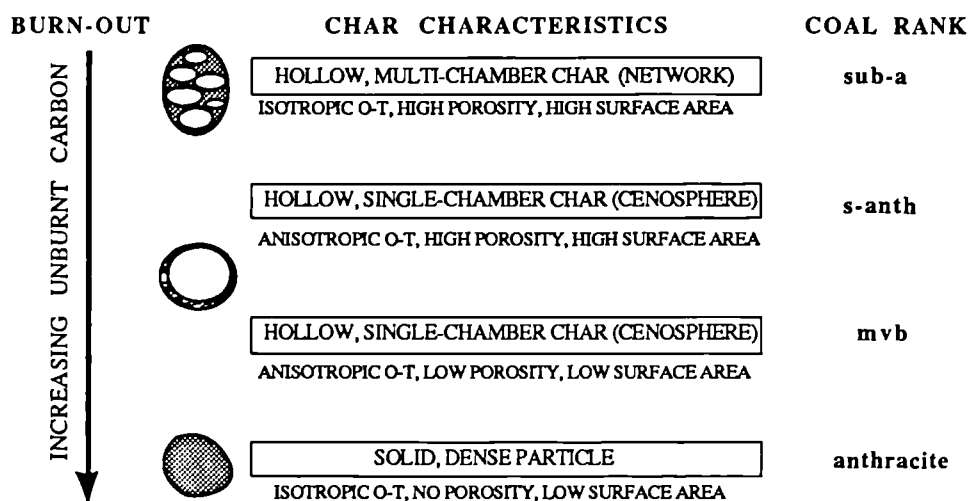 BURN-OUT CHAR CHARACTERISTICS COAL RANK
HOLLOW, MULTI-CHAMBER CHAR (NETWORK) sub-a
ISOTROPIC O-T, HIGH POROSITY, HIGH SURFACE AREA
HOLLOW, SINGLE-CHAMBER CHAR (CENOSPHERE) s-anth
ANISOTROPIC O-T, HIGH POROSITY, HIGH SURFACE AREA
HOLLOW, SINGLE-CHAMBER CHAR (CENOSPHERE) mvb
ANISOTROPIC O-T, LOW POROSITY, LOW SURFACE AREA
SOLID, DENSE PARTICLE anthracite
ISOTROPIC O-T, NO POROSITY, LOW SURFACE AREA
INCREASING UNBURNT CARBON